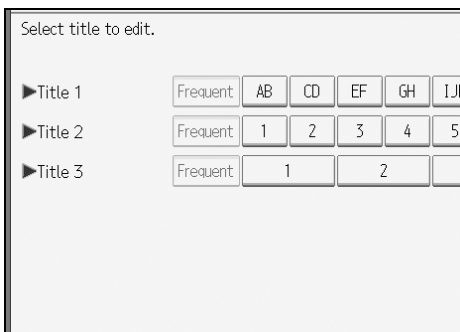 Select title to edit.
▶Title 1 Frequent AB CD EF GH
▶Title 2 Frequent 1 2 3 4 5
▶Title 3 Frequent 1 2